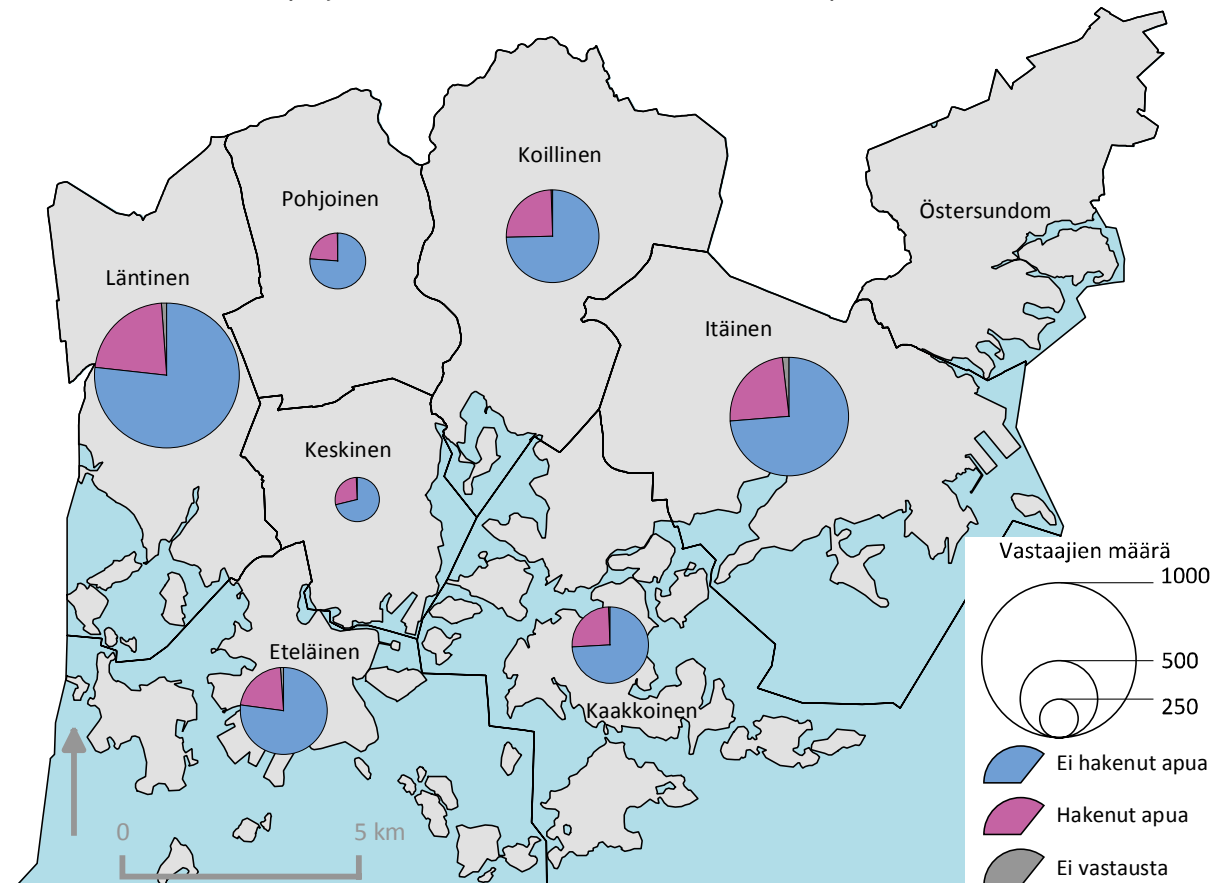 Koillinen
Pohjoinen
Östersundom
Läntinen
Itäinen
Keskinen
Eteläinen
Kaakkoinen
0
5 km
Vastaajien määrä
1000
500
250
Ei hakenut apua
Hakenut apua
Ei vastausta